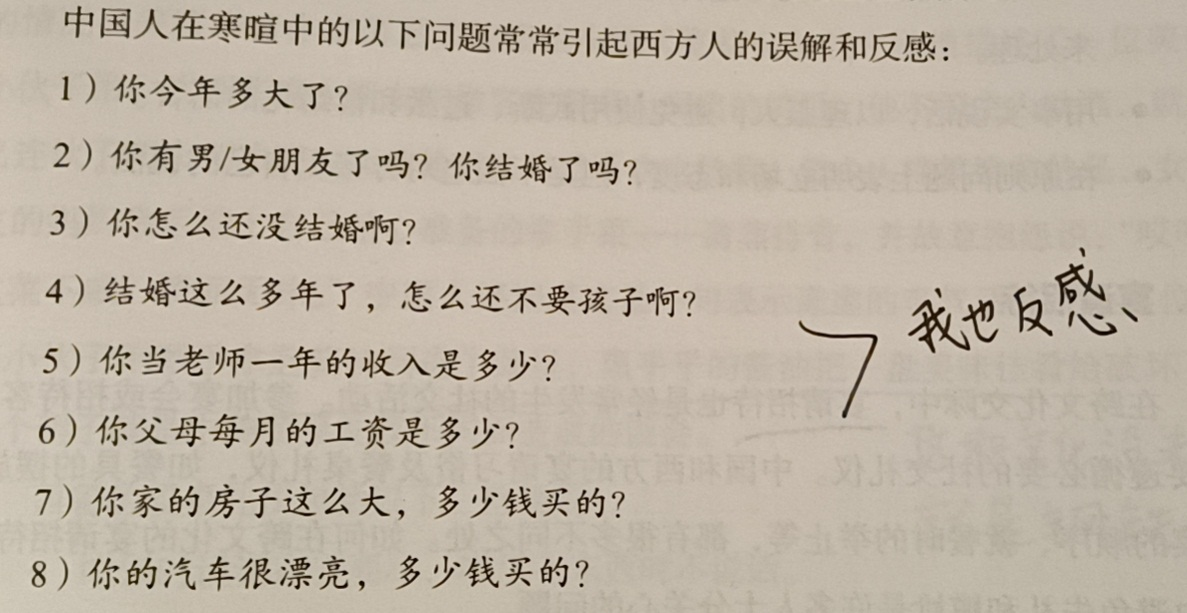 中国人在寒暄中的以下问题常常引起西方人的误解和反感：
1）你今年多大了？
2）你有男/女朋友了吗？你结婚了吗？
3）你怎么还没结婚啊？
4）结婚这么多年了，怎么还不要孩子啊？
我也反感
5）你当老师一年的收入是多少？
6）你父母每月的工资是多少？
7）你家的房子这么大，多少钱买的？
8）你的汽车很漂亮，多少钱买的？